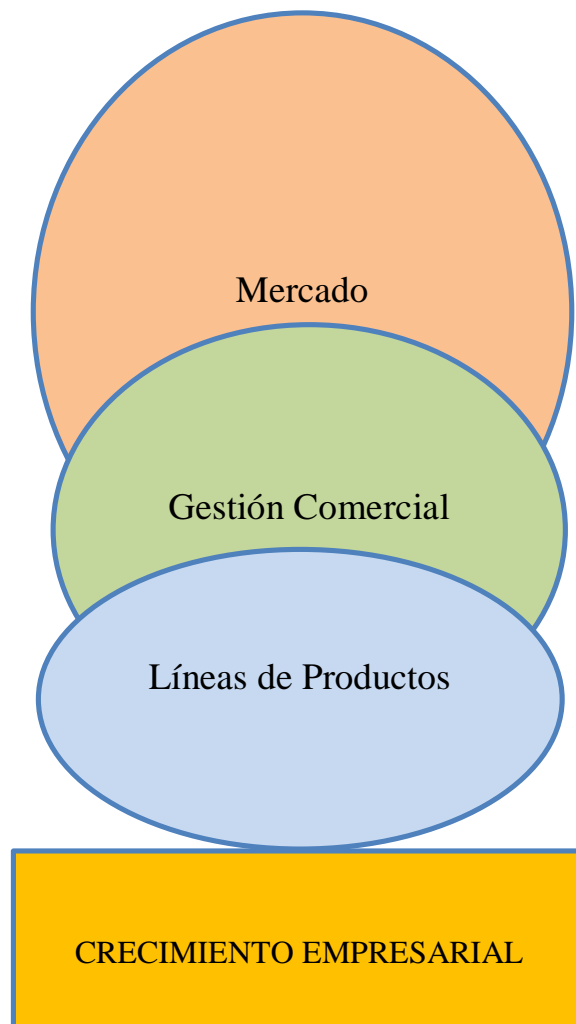 Mercado
Gestión Comercial
Líneas de Productos
CRECIMIENTO EMPRESARIAL